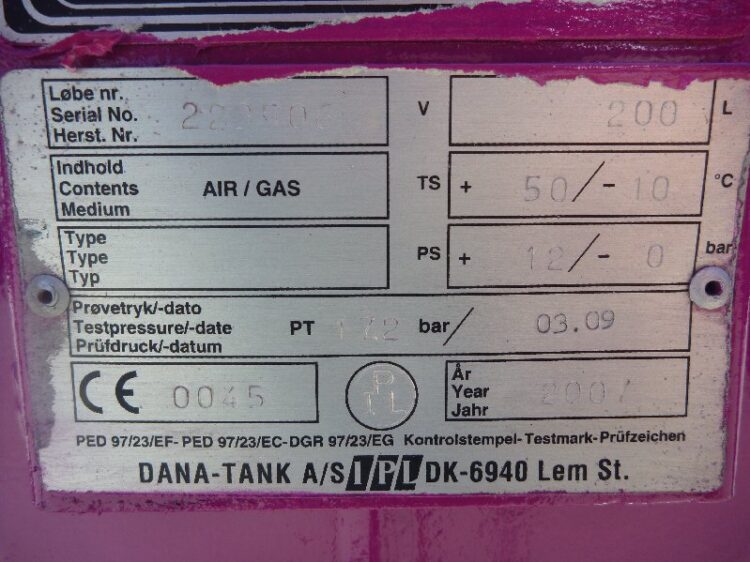 Løbe nr.
Serial No.
Herst. Nr.
V
200
L
Indhold
Contents
Medium
AIR / GAS
TS
+ 50/-10
°C
Type
Type
Typ
PS
+ 12/- 0
bar
Prøvetryk/-dato
Testpressure/-date
Prüfdruck/-datum
PT
bar/
03.09
CE 0045
P
I L
År
Year
Jahr
2007
PED 97/23/EF- PED 97/23/EC-DGR 97/23/EG Kontrolstempel-Testmark-Prüfzeichen
DANA-TANK A/S IPL DK-6940 Lem St.